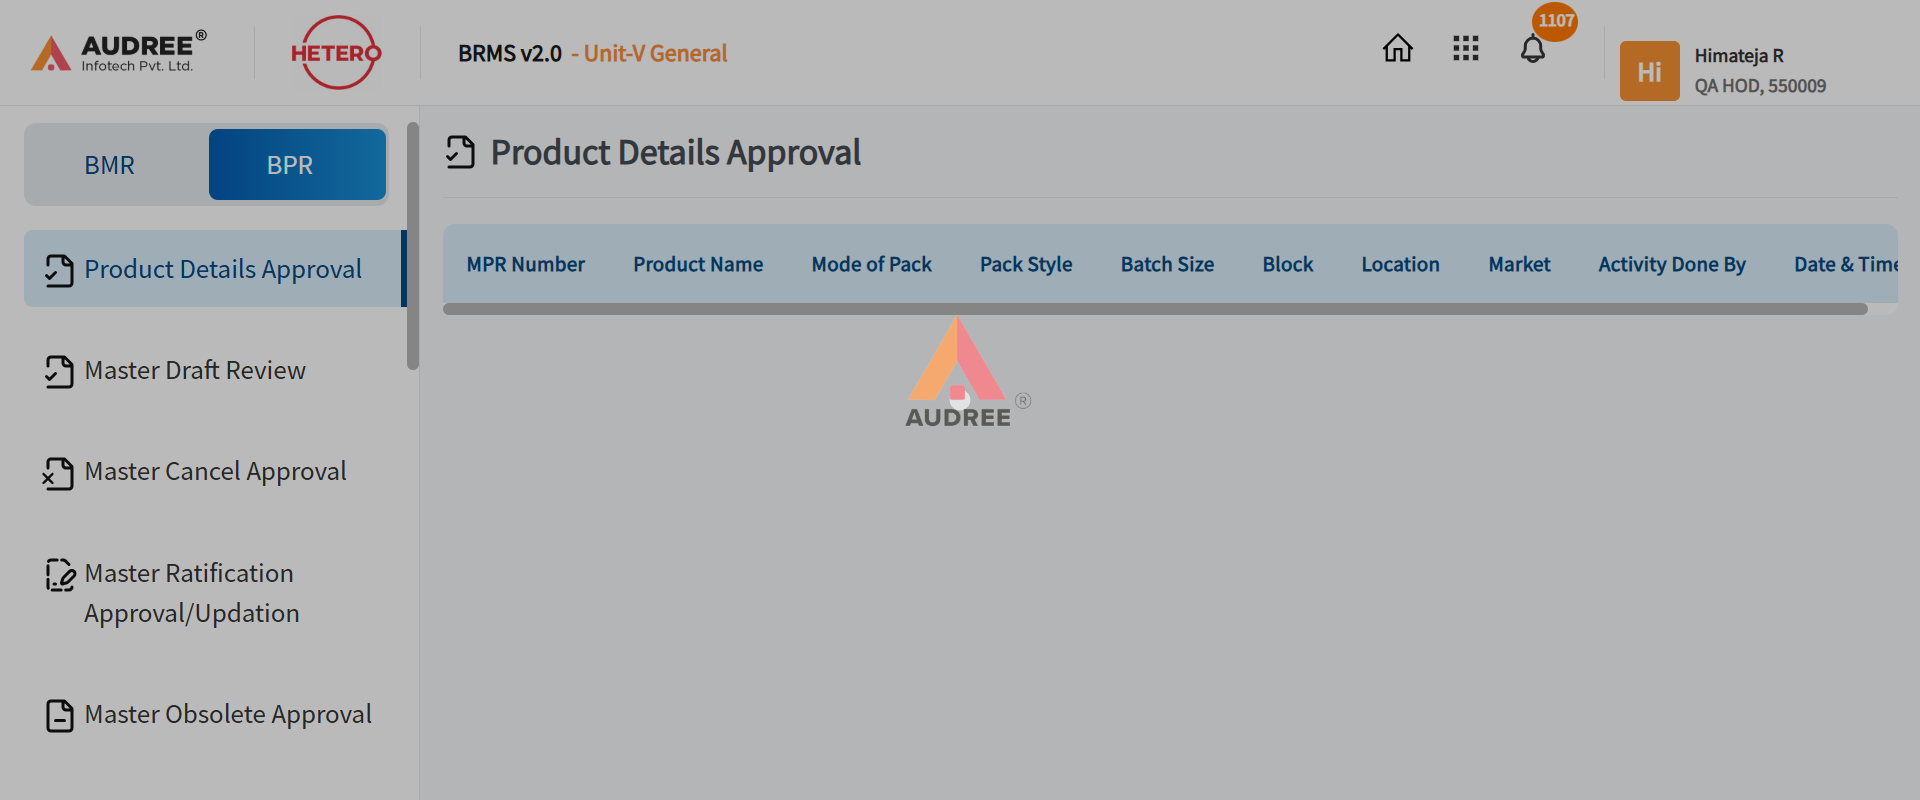 AUDREE®
Infotech Pvt. Ltd.
HETERO
BRMS v2.0 - Unit-V General
1107
Hi
Himateja R
QA HOD, 550009
BMR
BPR
Product Details Approval
Master Draft Review
Master Cancel Approval
Master Ratification
Approval/Updation
Master Obsolete Approval
Product Details Approval
MPR Number Product Name Mode of Pack Pack Style Batch Size Block Location Market Activity Done By Date & Time
AUDREE®